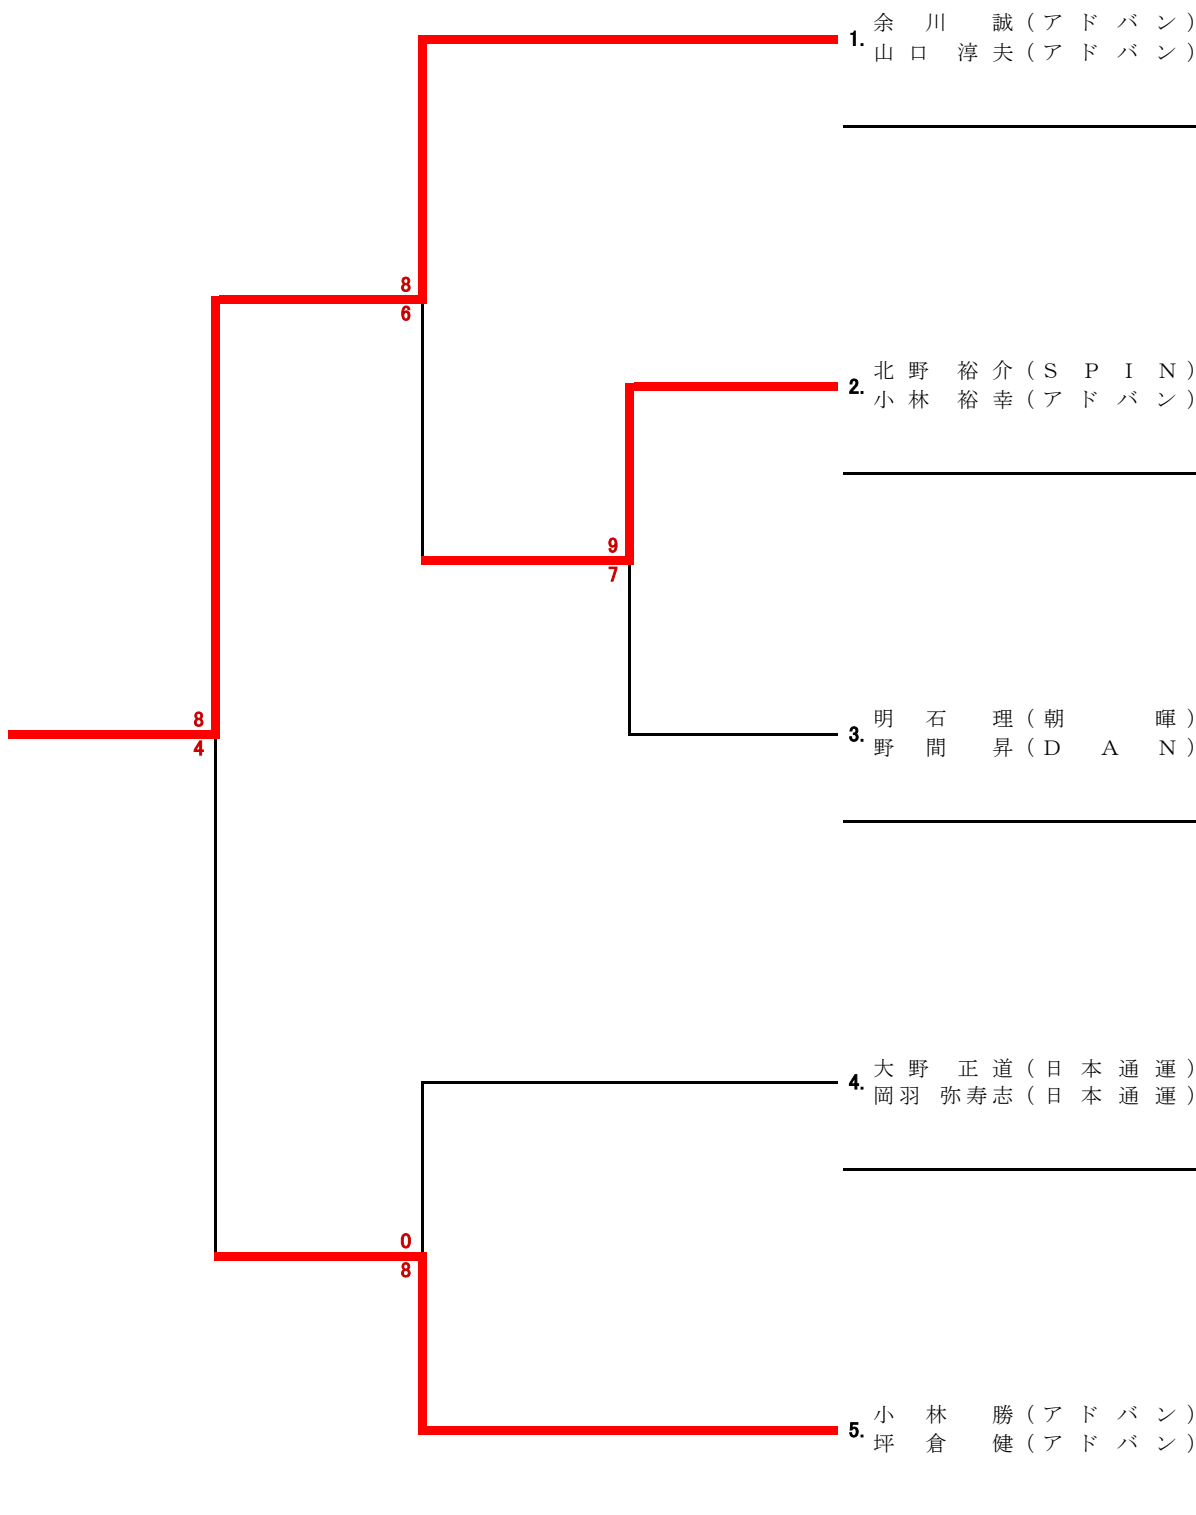 1. 余川 誠(アドバン)
山口 淳夫(アドバン)
8
6
2. 北野 裕介(SPIN)
小林 裕幸(アドバン)
9
7
8
4
3. 明石 理(朝暉)
野間 昇(DAN)
4. 大野 正道(日本通運)
岡羽 弥寿志(日本通運)
0
8
5. 小林 勝(アドバン)
坪倉 健(アドバン)